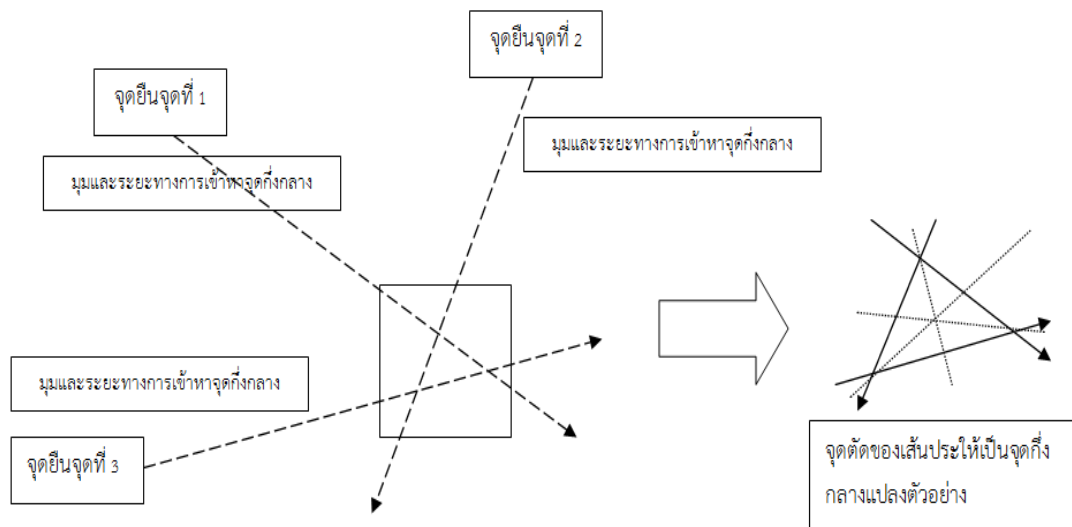 จุดยืนจุดที่ 2
จุดยืนจุดที่ 1
มุมและระยะทางการเข้าหาจุดกึ่งกลาง
มุมและระยะทางการเข้าหาจุดกึ่งกลาง
มุมและระยะทางการเข้าหาจุดกึ่งกลาง
จุดยืนจุดที่ 3
จุดตัดของเส้นประให้เป็นจุดกึ่ง
กลางแปลงตัวอย่าง